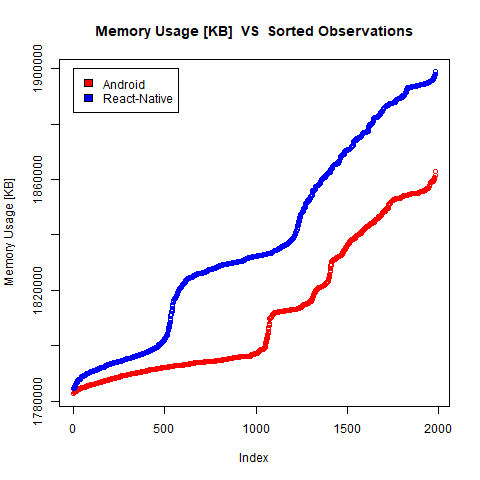 Memory Usage [KB]  VS  Sorted Observations
Android
React-Native
Memory Usage [KB]
1900000
1860000
1820000
1780000
0 500 1000 1500 2000
Index